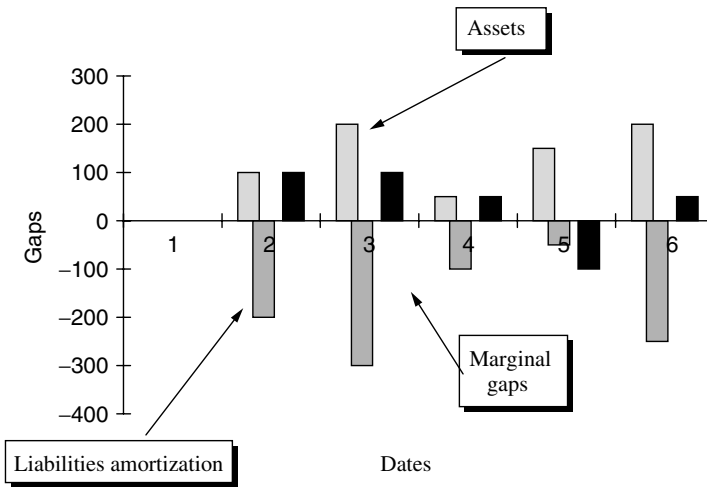 Assets
300
200
100
0
−100
−200
−300
−400
Gaps
1 2 3 4 5 6
Marginal
gaps
Liabilities amortization
Dates